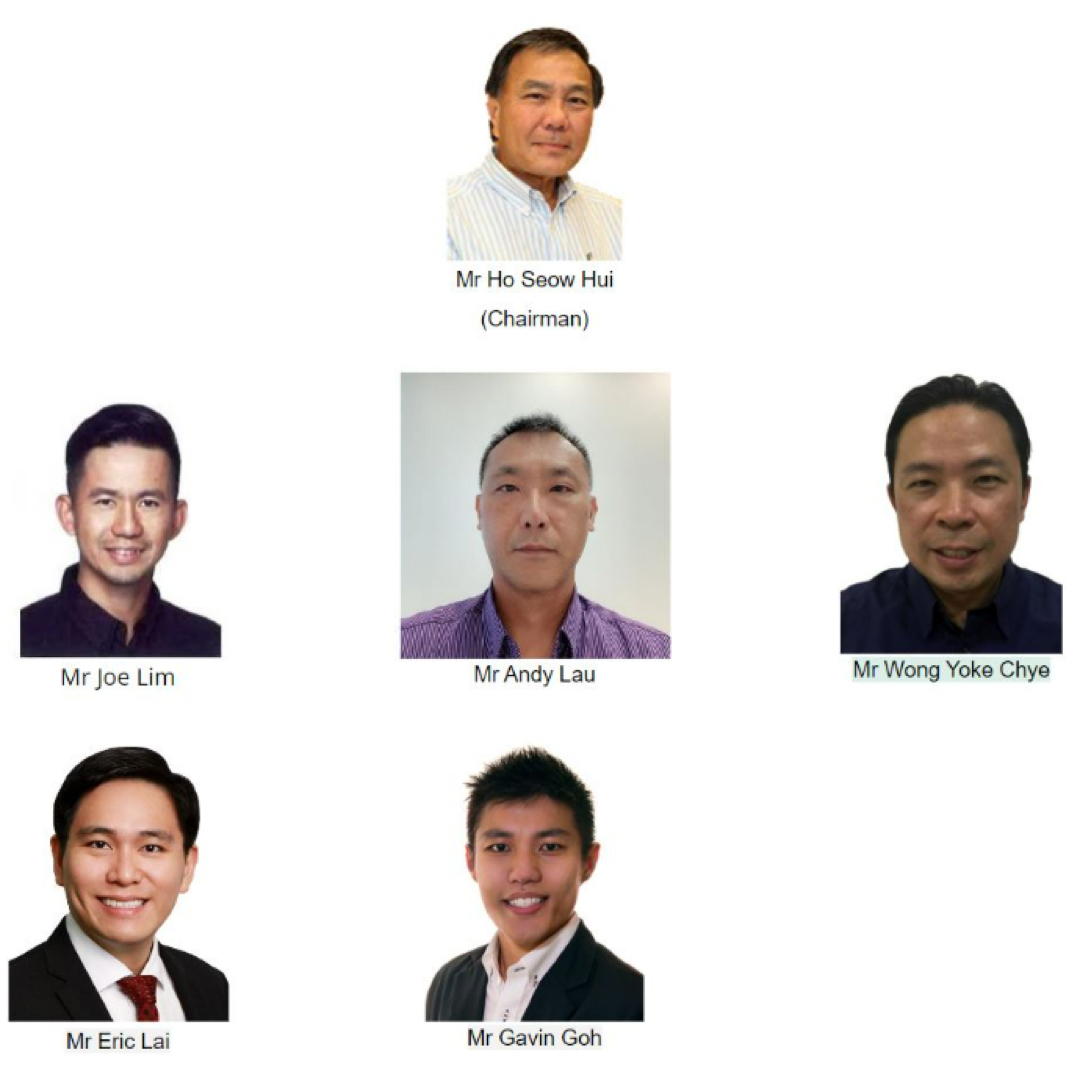 Mr Ho Seow Hui
(Chairman)
Mr Joe Lim
Mr Andy Lau
Mr Wong Yoke Chye
Mr Eric Lai
Mr Gavin Goh